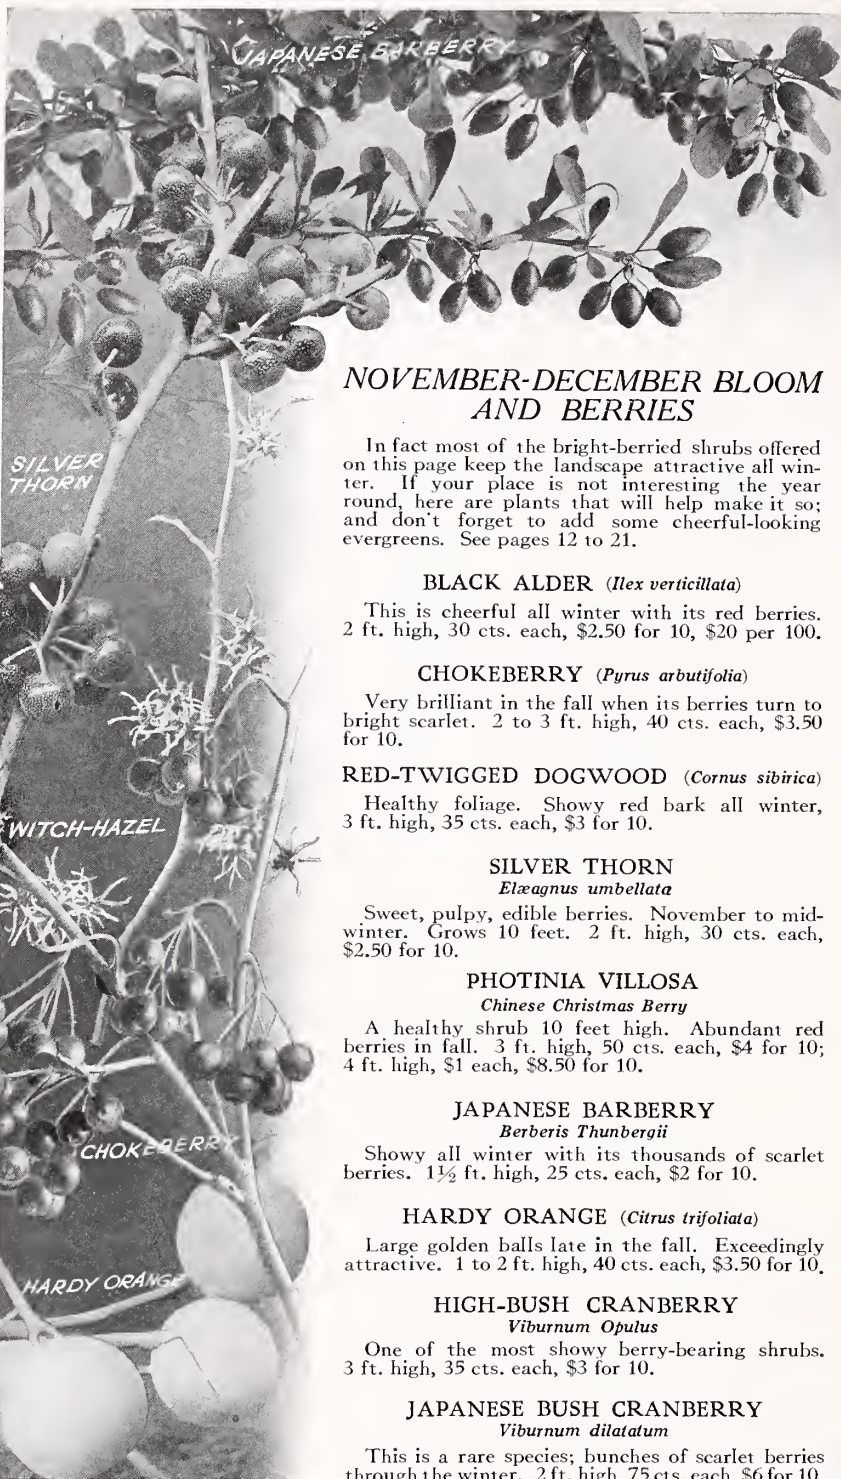 JAPANESE BARBERRY
NOVEMBER-DECEMBER BLOOM
AND BERRIES
In fact most of the bright-berried shrubs offered
on this page keep the landscape attractive all win-
ter. If your place is not interesting the year
round, here are plants that will help make it so;
and don't forget to add some cheerful-looking
evergreens. See pages 12 to 21.
SILVER
THORN
BLACK ALDER (Ilex verticillata)
This is cheerful all winter with its red berries.
2 ft. high, 30 cts. each, $2.50 for 10, $20 per 100.
CHOKEBERRY (Pyrus arbutifolia)
Very brilliant in the fall when its berries turn to
bright scarlet. 2 to 3 ft. high, 40 cts. each, $3.50
for 10.
RED-TWIGGED DOGWOOD (Cornus sibirica)
Healthy foliage. Showy red bark all winter,
3 ft. high, 35 cts. each, $3 for 10.
WITCH-HAZEL
SILVER THORN
Elæagnus umbellata
Sweet, pulpy, edible berries. November to mid-
winter. Grows 10 feet. 2 ft. high, 30 cts. each,
$2.50 for 10.
PHOTINIA VILLOSA
Chinese Christmas Berry
A healthy shrub 10 feet high. Abundant red
berries in fall. 3 ft. high, 50 cts. each, $4 for 10;
4 ft. high, $1 each, $8.50 for 10.
JAPANESE BARBERRY
Berberis Thunbergii
Showy all winter with its thousands of scarlet
berries. 1½ ft. high, 25 cts. each, $2 for 10.
CHOKEBERRY
HARDY ORANGE (Citrus trifoliata)
Large golden balls late in the fall. Exceedingly
attractive. 1 to 2 ft. high, 40 cts. each, $3.50 for 10.
HARDY ORANGE
HIGH-BUSH CRANBERRY
Viburnum Opulus
One of the most showy berry-bearing shrubs.
3 ft. high, 35 cts. each, $3 for 10.
JAPANESE BUSH CRANBERRY
Viburnum dilatatum
This is a rare species; bunches of scarlet berries
through the winter. 2 ft. high, 75 cts. each, $6 for 10.